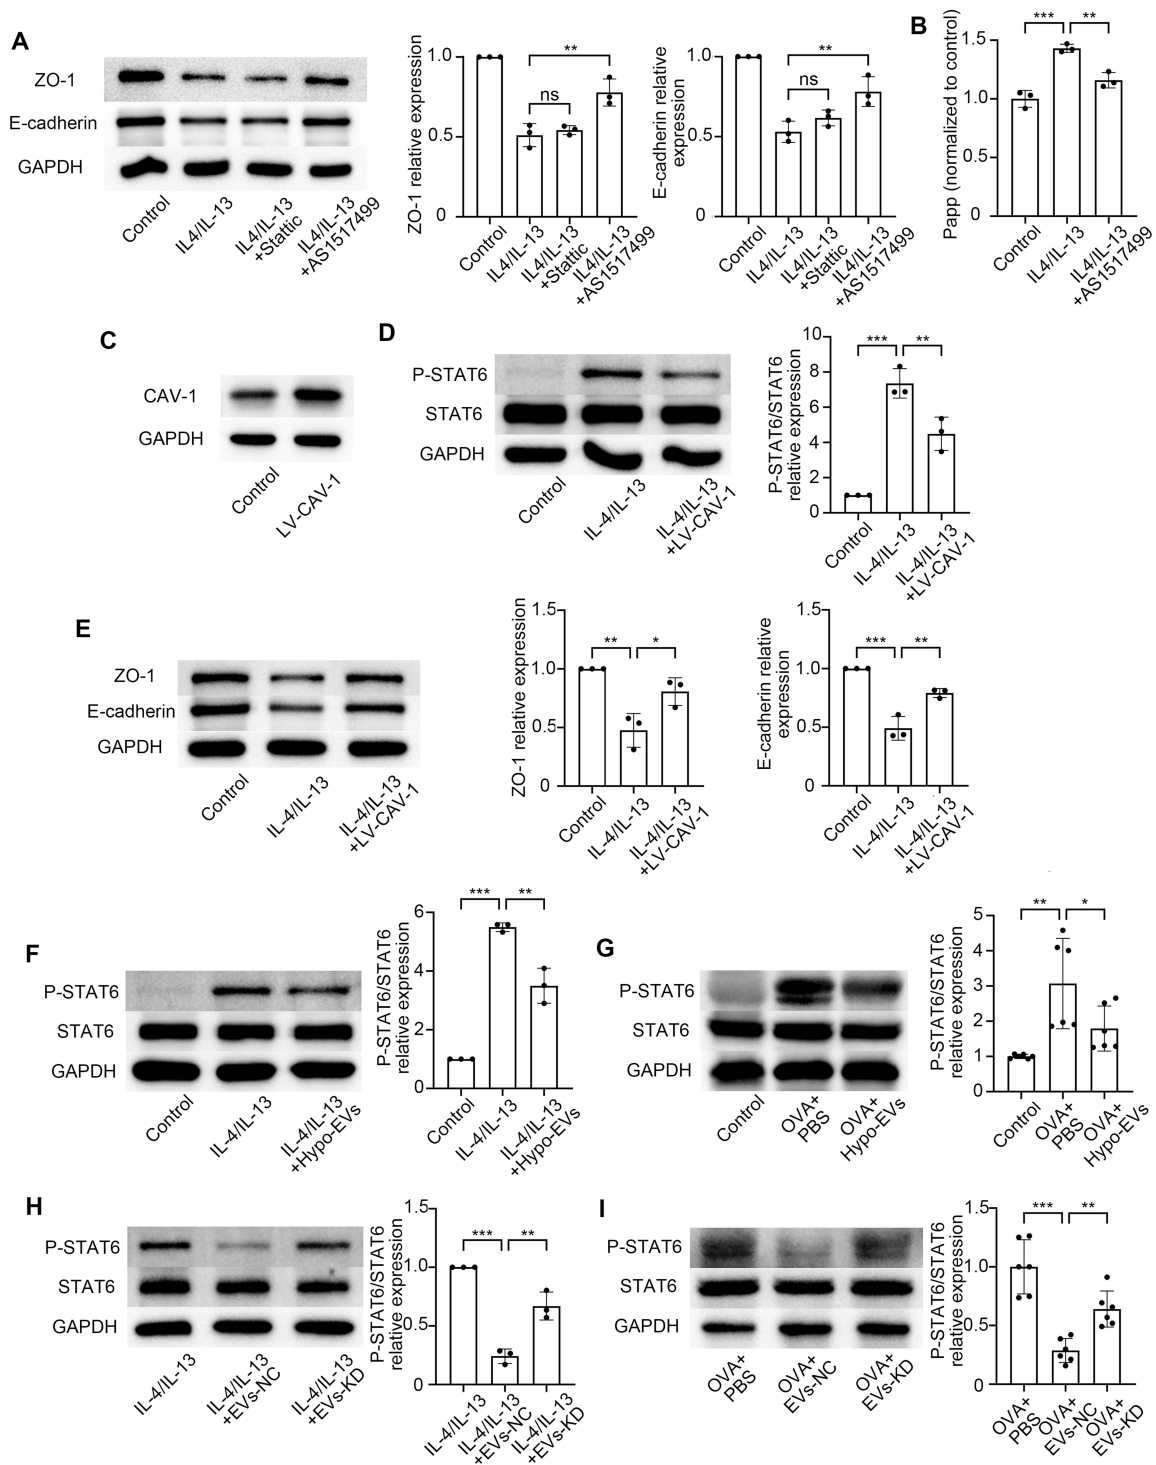 A
ZO-1
E-cadherin
GAPDH
Control
IL4/IL-13
IL4/IL-13
+Stattic
IL4/IL-13
+AS1517499
ZO-1 relative expression
1.0
0.5
0
**
ns
Control
IL4/IL-13
IL4/IL-13
+Stattic
IL4/IL-13
+AS1517499
E-cadherin relative
expression
1.0
0.5
0
**
ns
Control
IL4/IL-13
IL4/IL-13
+Stattic
IL4/IL-13
+AS1517499
B
Papp (normalized to control)
1.5
1.0
0.5
0
***
**
Control
IL4/IL-13
IL4/IL-13
+AS1517499
C
CAV-1
GAPDH
Control
LV-CAV-1
D
P-STAT6
STAT6
GAPDH
Control
IL-4/IL-13
IL-4/IL-13
+LV-CAV-1
P-STAT6/STAT6
relative expression
10
8
6
4
2
0
***
**
Control
IL-4/IL-13
IL-4/IL-13
+LV-CAV-1
E
ZO-1
E-cadherin
GAPDH
Control
IL-4/IL-13
IL-4/IL-13
+LV-CAV-1
ZO-1 relative expression
1.5
1.0
0.5
0
**
*
Control
IL-4/IL-13
IL-4/IL-13
+LV-CAV-1
E-cadherin relative
expression
1.5
1.0
0.5
0
***
**
Control
IL-4/IL-13
IL-4/IL-13
+LV-CAV-1
F
P-STAT6
STAT6
GAPDH
Control
IL-4/IL-13
IL-4/IL-13
+Hypo-EVs
P-STAT6/STAT6
relative expression
6
4
2
0
***
**
Control
IL-4/IL-13
IL-4/IL-13
+Hypo-EVs
G
P-STAT6
STAT6
GAPDH
Control
OVA+
PBS
OVA+
Hypo-EVs
P-STAT6/STAT6
relative expression
5
4
3
2
1
0
**
*
Control
OVA+
PBS
OVA+
Hypo-EVs
H
P-STAT6
STAT6
GAPDH
IL-4/IL-13
IL-4/IL-13
+EVs-NC
IL-4/IL-13
+EVs-KD
P-STAT6/STAT6
relative expression
1.5
1.0
0.5
0
***
**
IL-4/IL-13
IL-4/IL-13
+EVs-NC
IL-4/IL-13
+EVs-KD
I
P-STAT6
STAT6
GAPDH
OVA+
PBS
OVA+
EVs-NC
OVA+
EVs-KD
P-STAT6/STAT6
relative expression
1.5
1.0
0.5
0
***
**
OVA+
PBS
OVA+
EVs-NC
OVA+
EVs-KD